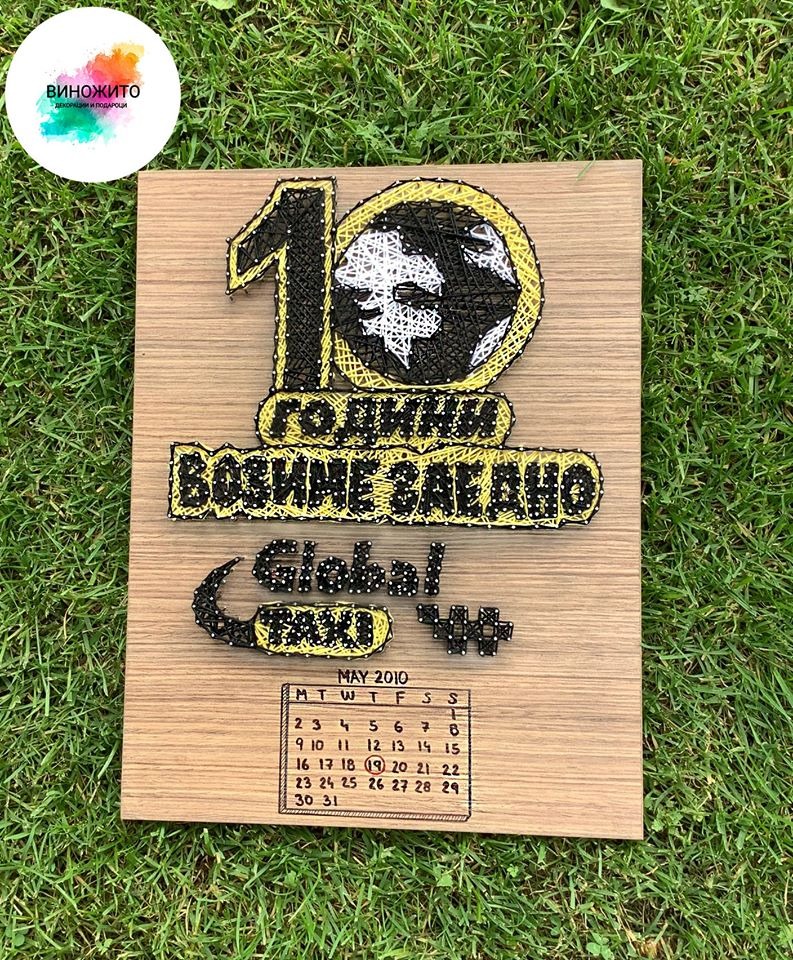 ВИНОЖИТО
ДЕКОРАЦИИ И ПОДАРОЦИ
10
ГОДИНИ
ВОЗИМЕ ЗАЕДНО
Global
TAXI
MAY 2010
M T W T F S S
1
2 3 4 5 6 7 8
9 10 11 12 13 14 15
16 17 18 19 20 21 22
23 24 25 26 27 28 29
30 31